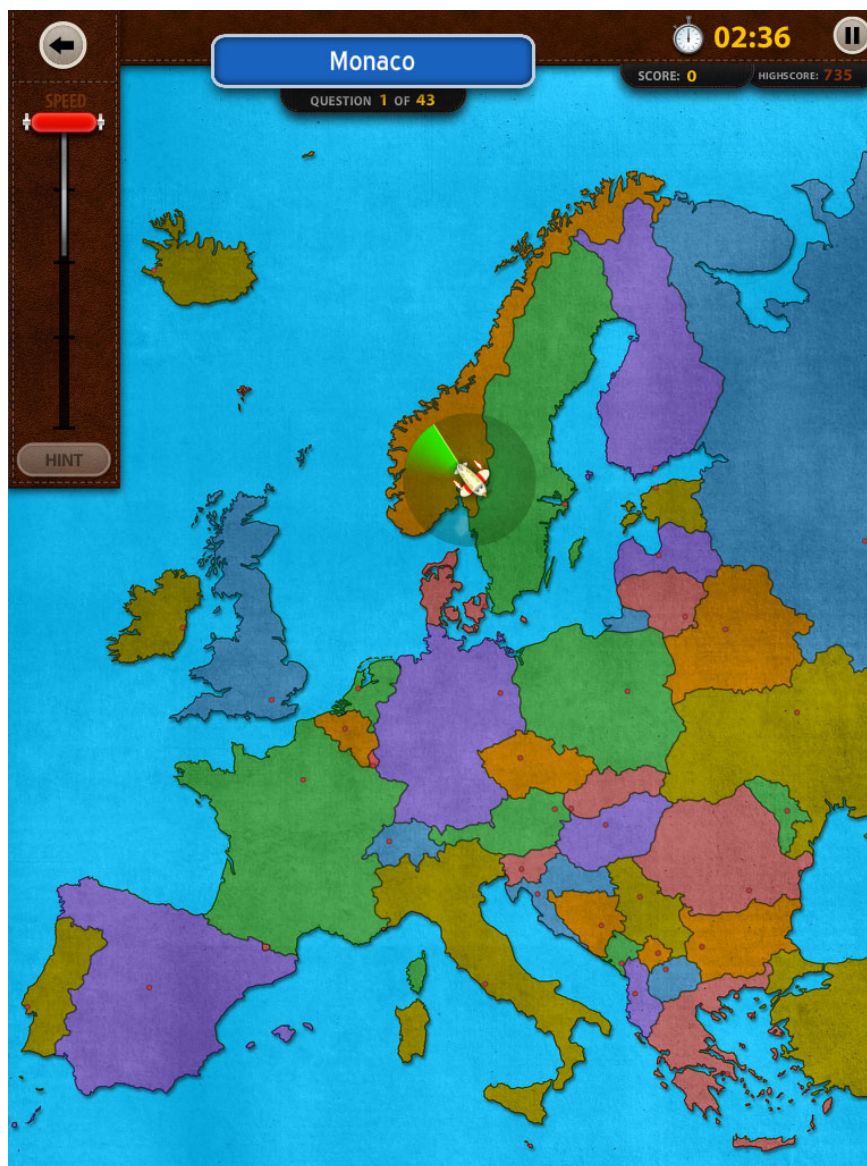 Monaco
02:36
SCORE: 0
HIGHSCORE: 735
QUESTION 1 OF 43
SPEED
HINT